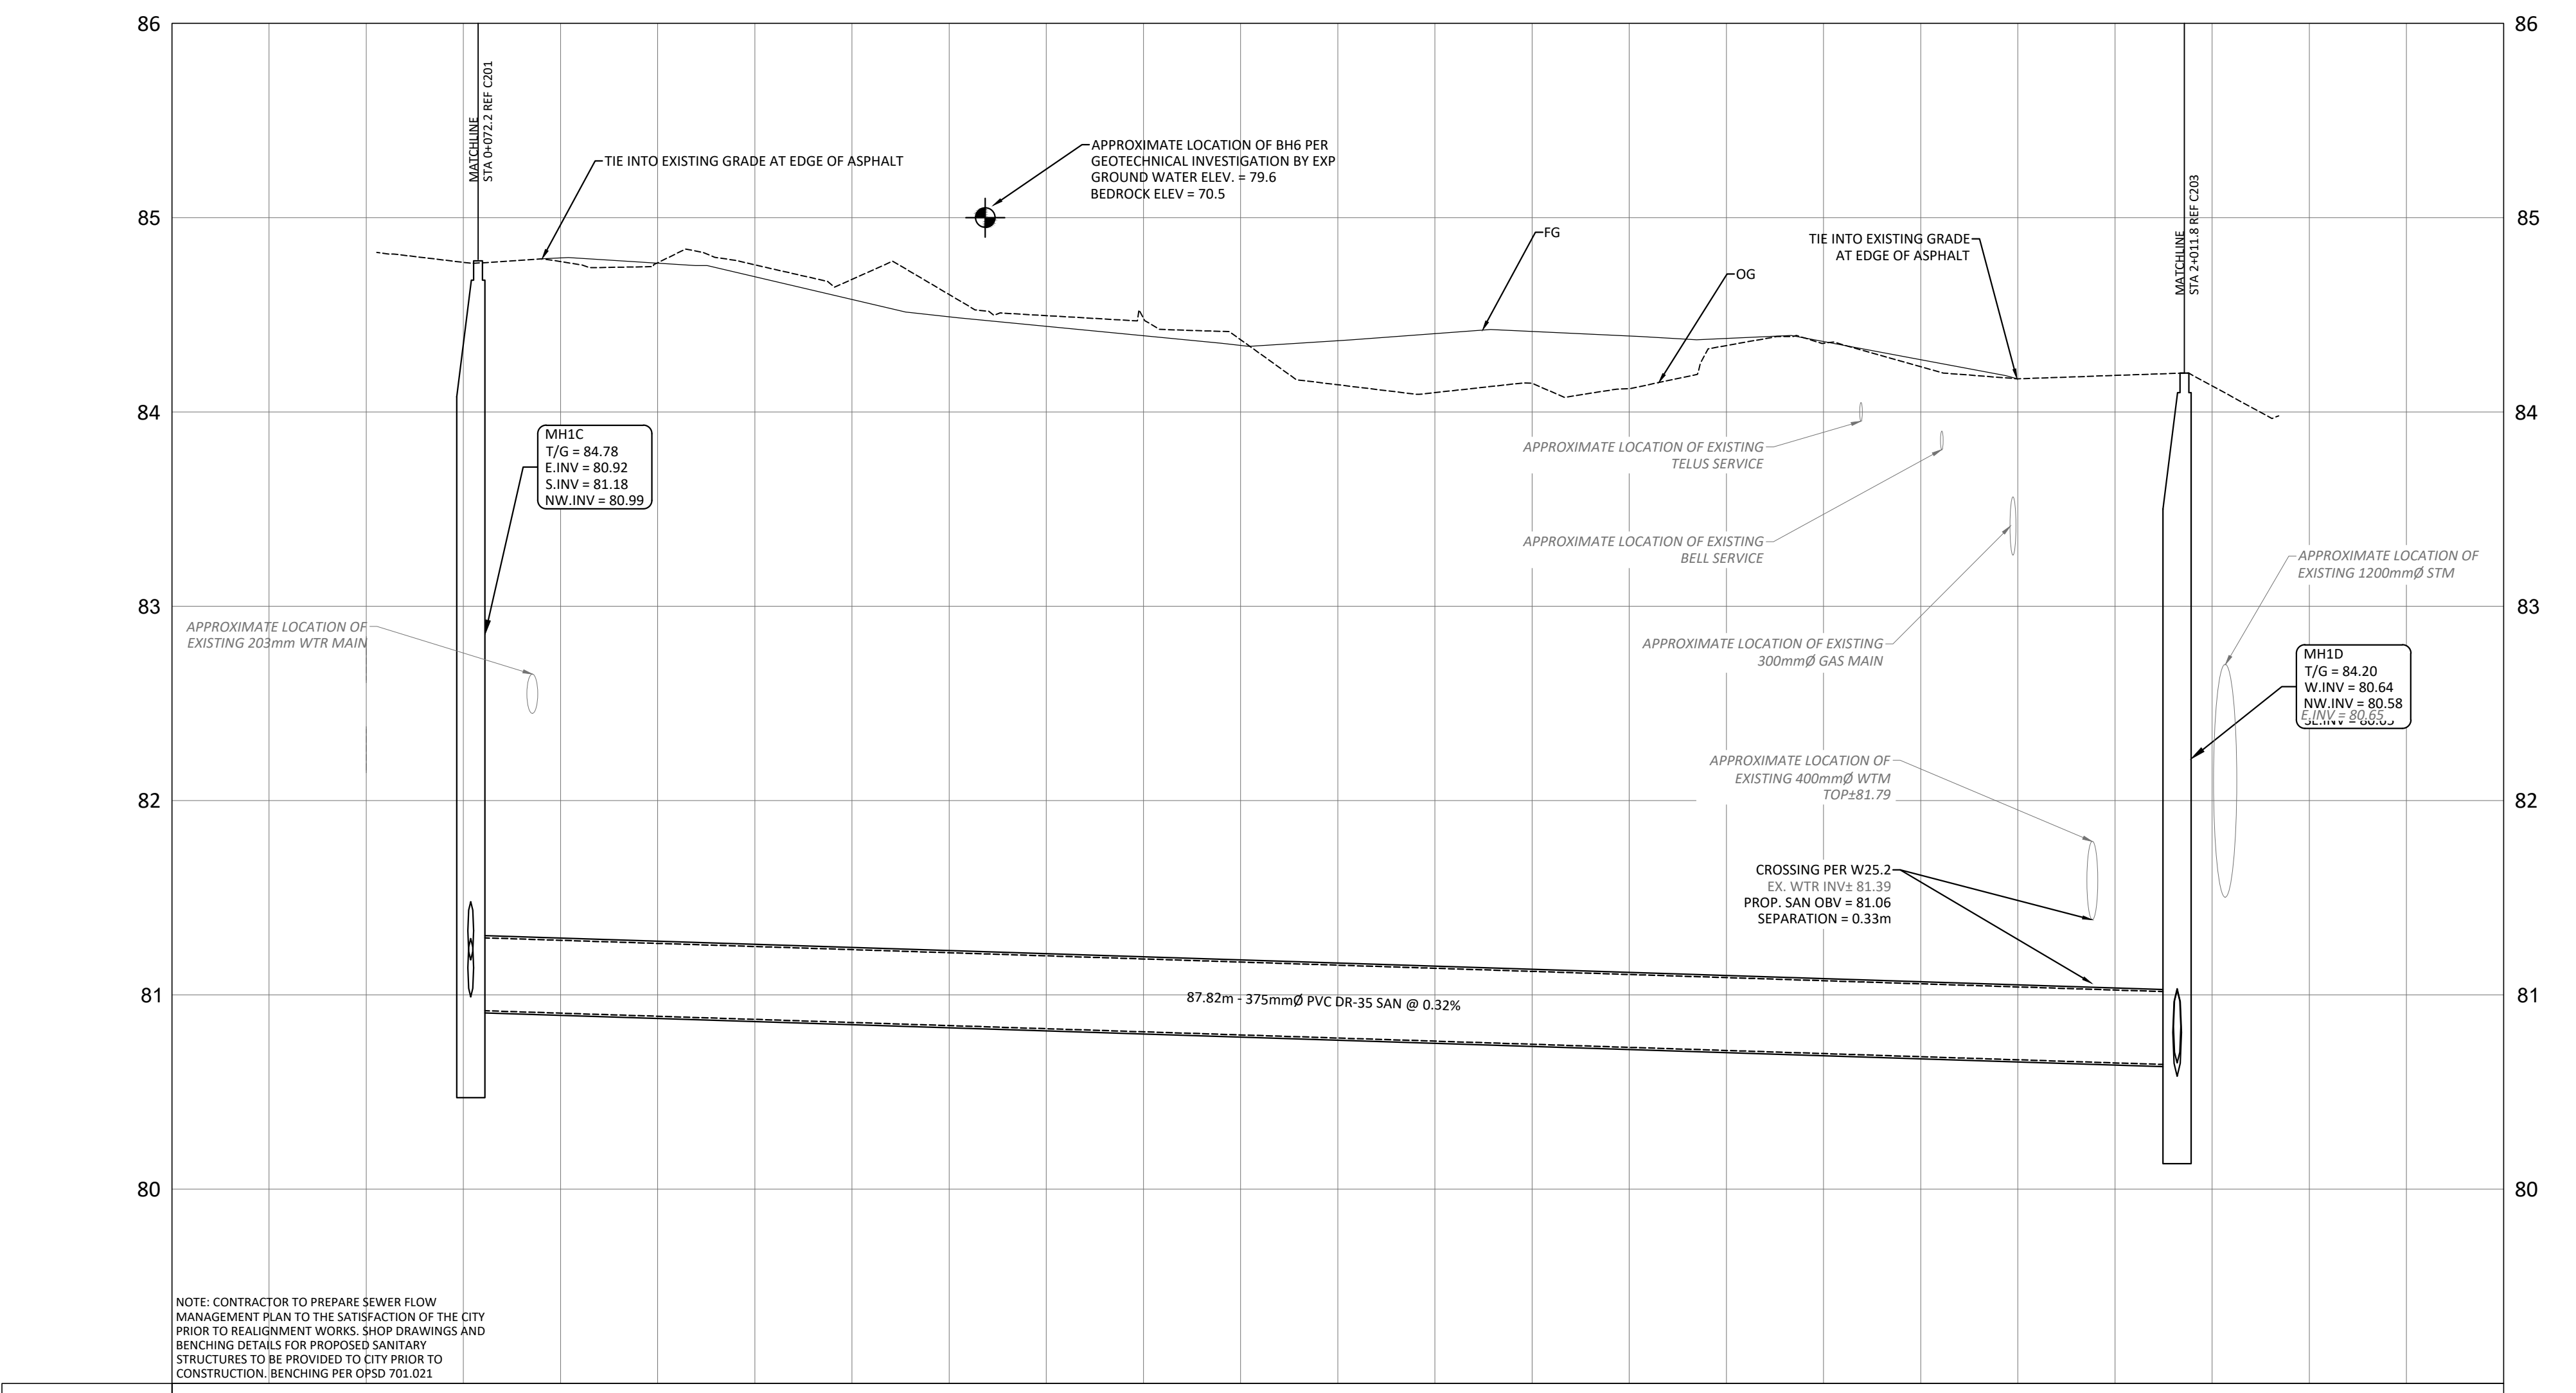 86
86
MATCHLINE
STA 0+072.2 REF C201
TIE INTO EXISTING GRADE AT EDGE OF ASPHALT
APPROXIMATE LOCATION OF BH6 PER
GEOTECHNICAL INVESTIGATION BY EXP
GROUND WATER ELEV. = 79.6
BEDROCK ELEV = 70.5
MATCHLINE
STA 2+011.8 REF C203
85
85
FG
TIE INTO EXISTING GRADE
AT EDGE OF ASPHALT
OG
84
84
MH1C
T/G = 84.78
E.INV = 80.92
S.INV = 81.18
NW.INV = 80.99
APPROXIMATE LOCATION OF EXISTING
TELUS SERVICE
APPROXIMATE LOCATION OF EXISTING
BELL SERVICE
APPROXIMATE LOCATION OF
EXISTING 1200mmØ STM
83
83
APPROXIMATE LOCATION OF
EXISTING 203mm WTR MAIN
APPROXIMATE LOCATION OF EXISTING
300mmØ GAS MAIN
MH1D
T/G = 84.20
W.INV = 80.64
NW.INV = 80.58
E.INV = 80.65
APPROXIMATE LOCATION OF
EXISTING 400mmØ WTM
TOP±81.79
82
82
CROSSING PER W25.2
EX. WTR INV± 81.39
PROP. SAN OBV = 81.06
SEPARATION = 0.33m
81
81
87.82m - 375mmØ PVC DR-35 SAN @ 0.32%
80
80
NOTE: CONTRACTOR TO PREPARE SEWER FLOW
MANAGEMENT PLAN TO THE SATISFACTION OF THE CITY
PRIOR TO REALIGNMENT WORKS. SHOP DRAWINGS AND
BENCHING DETAILS FOR PROPOSED SANITARY
STRUCTURES TO BE PROVIDED TO CITY PRIOR TO
CONSTRUCTION. BENCHING PER OPSD 701.021